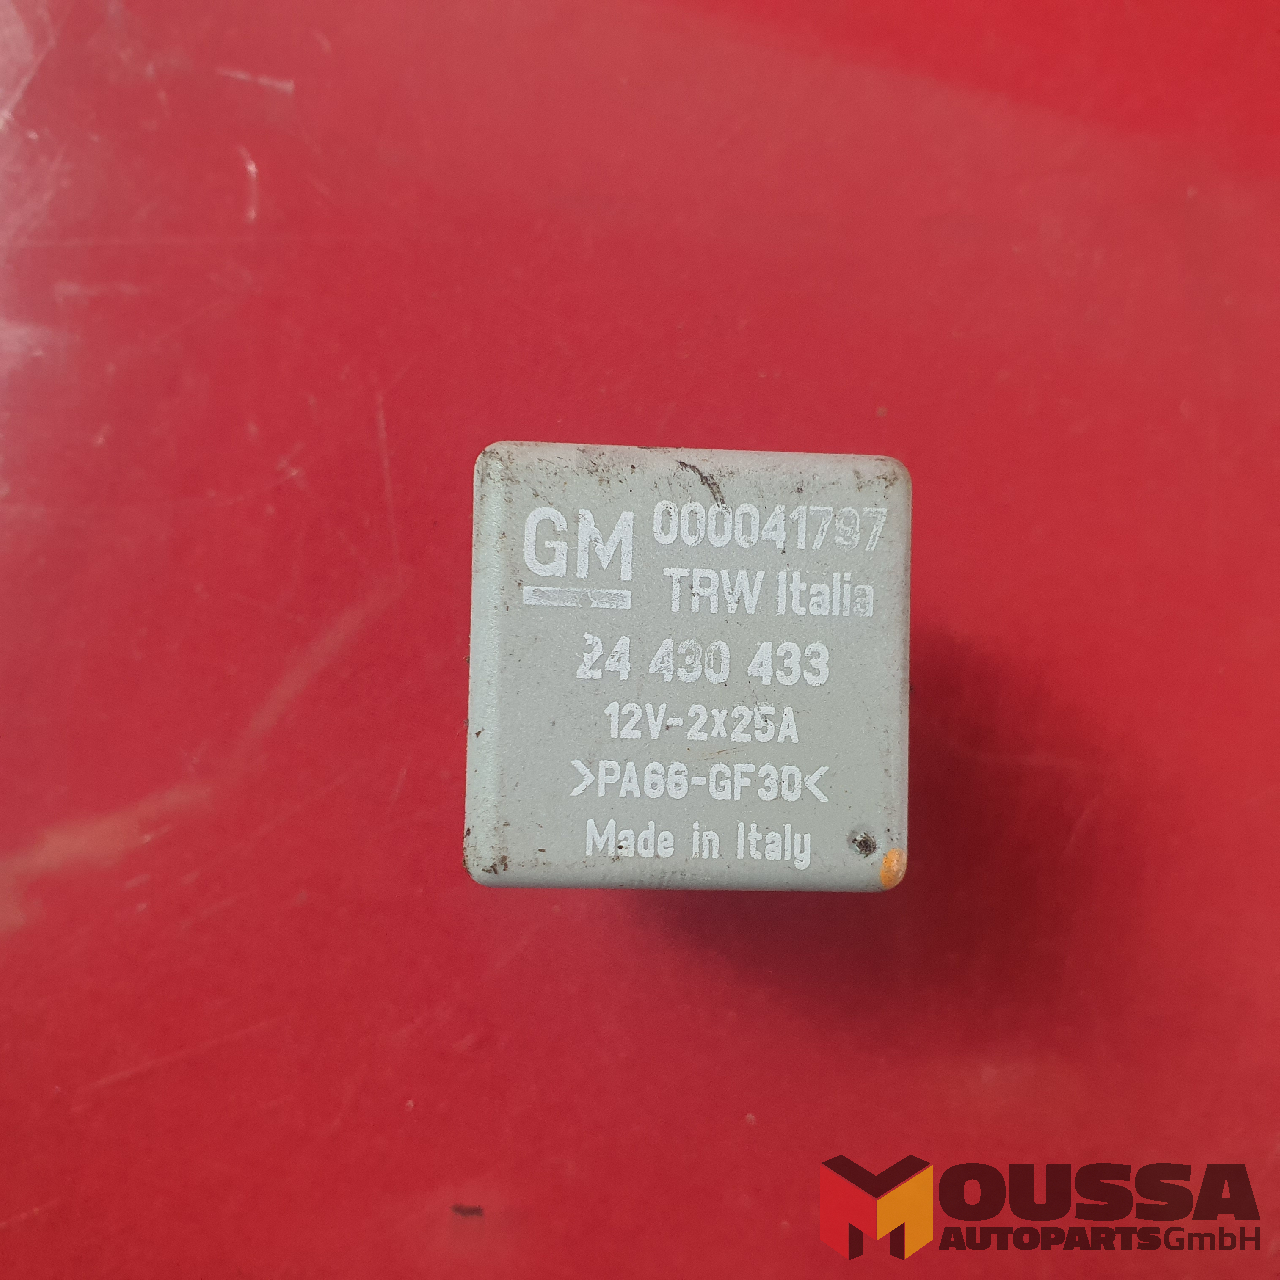 GM 000041797
TRW Italia
24 430 433
12V-2x25A
>PA66-GF30<
Made in Italy
MOUSSA
AUTOPARTSGmbH